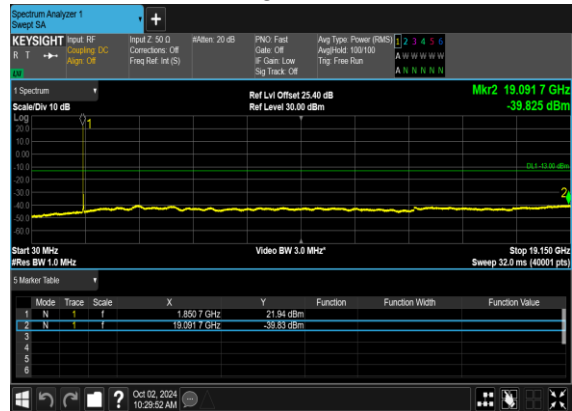 Spectrum Analyzer 1
Swept SA
+
KEYSIGHT Input: RF Input Z: 50 Ω #Atten: 20 dB PNO: Fast Avg Type: Power (RMS) 1 2 3 4 5 6
R T Coupling: DC Corrections: Off Gate: Off Avg|Hold: 100/100 A W W W W W
Align: Off Freq Ref: Int (S) IF Gain: Low Trig: Free Run
LW Sig Track: Off A N N N N N
1 Spectrum Ref Lvl Offset 25.40 dB Mkr2 19.091 7 GHz
Scale/Div 10 dB Ref Level 30.00 dBm -39.825 dBm
Log
1
20.0
10.0
0.00
-10.0
DL1 -13.00 dBm
-20.0
-30.0
2
-40.0
-50.0
-60.0
Start 30 MHz Video BW 3.0 MHz* Stop 19.150 GHz
#Res BW 1.0 MHz Sweep 32.0 ms (40001 pts)
5 Marker Table
Mode Trace Scale X Y Function Function Width Function Value
1 N 1 f 1.850 7 GHz 21.94 dBm
2 N 1 f 19.091 7 GHz -39.83 dBm
3
4
5
6
? Oct 02, 2024
10:29:52 AM